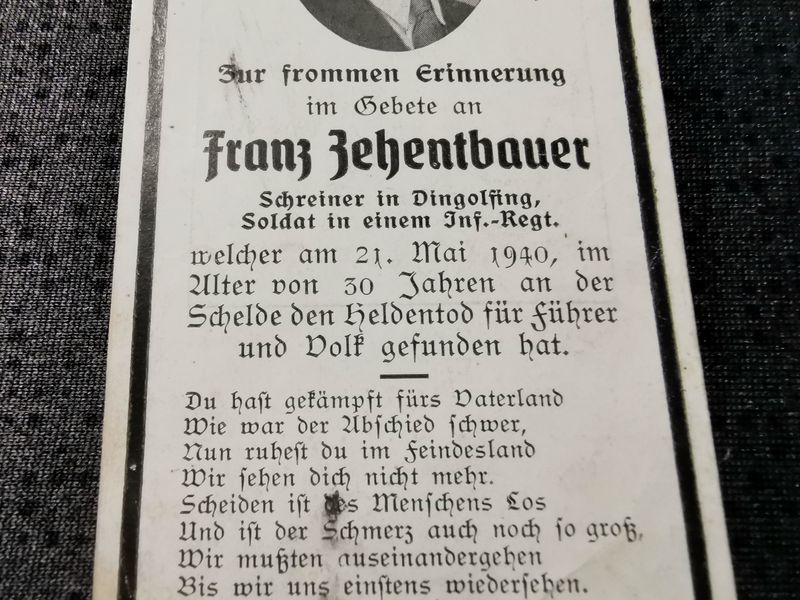 Zur frommen Erinnerung
im Gebete an
Franz Zehentbauer
Schreiner in Dingolfing,
Soldat in einem Inf.-Regt.
welcher am 21. Mai 1940, im
Alter von 30 Jahren an der
Schelde den Heldentod für Führer
und Volk gefunden hat.
Du haſt gekämpft fürs Vaterland
Wie war der Abſchied ſchwer,
Nun ruheſt du im Feindesland
Wir ſehen dich nicht mehr.
Scheiden iſt des Menſchens Los
Und iſt der Schmerz auch noch ſo groß,
Wir mußten auseinandergehen
Bis wir uns einſtens wiederſehen.